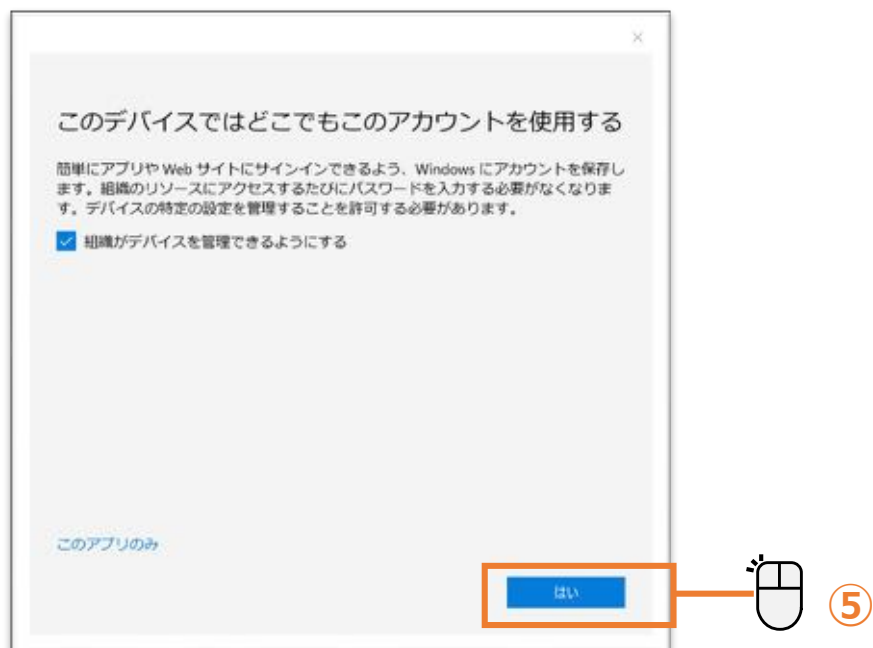 ×
このデバイスではどこでもこのアカウントを使用する
簡単にアプリや Web サイトにサインインできるよう、Windows にアカウントを保存し
ます。組織のリソースにアクセスするたびにパスワードを入力する必要がなくなりま
す。デバイスの特定の設定を管理することを許可する必要があります。
組織がデバイスを管理できるようにする
このアプリのみ
はい
⑤